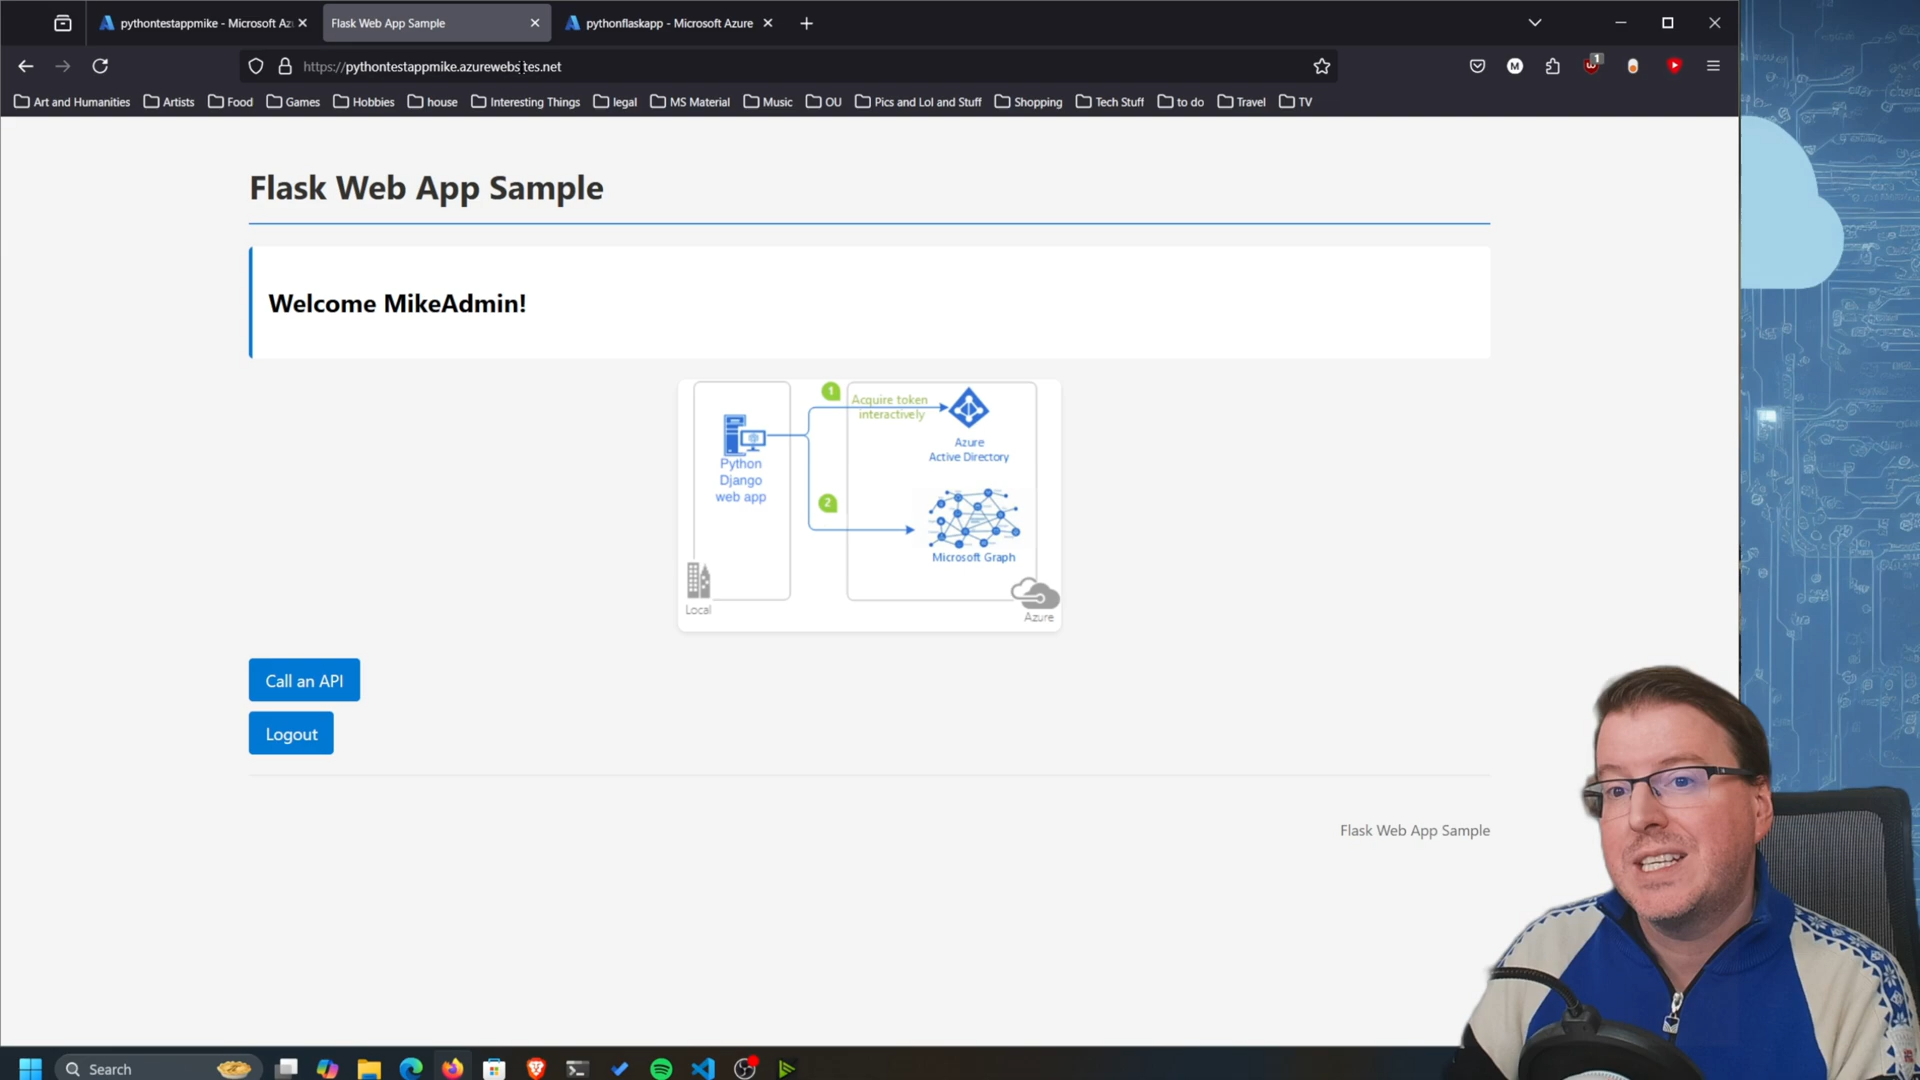 pythontestappmike - Microsoft Az
Flask Web App Sample
pythonflaskapp - Microsoft Azure
https://pythontestappmike.azurewebsites.net
M
1
Art and Humanities
Artists
Food
Games
Hobbies
house
Interesting Things
legal
MS Material
Music
OU
Pics and Lol and Stuff
Shopping
Tech Stuff
to do
Travel
TV
Flask Web App Sample
Welcome MikeAdmin!
1
Acquire token
interactively
Azure
Active Directory
Python
Django
web app
2
Microsoft Graph
Local
Azure
Call an API
Logout
Flask Web App Sample
Search